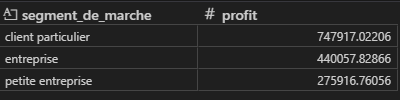 A segment_de_marche # profit
client particulier 747917.02206
entreprise 440057.82866
petite entreprise 275916.76056